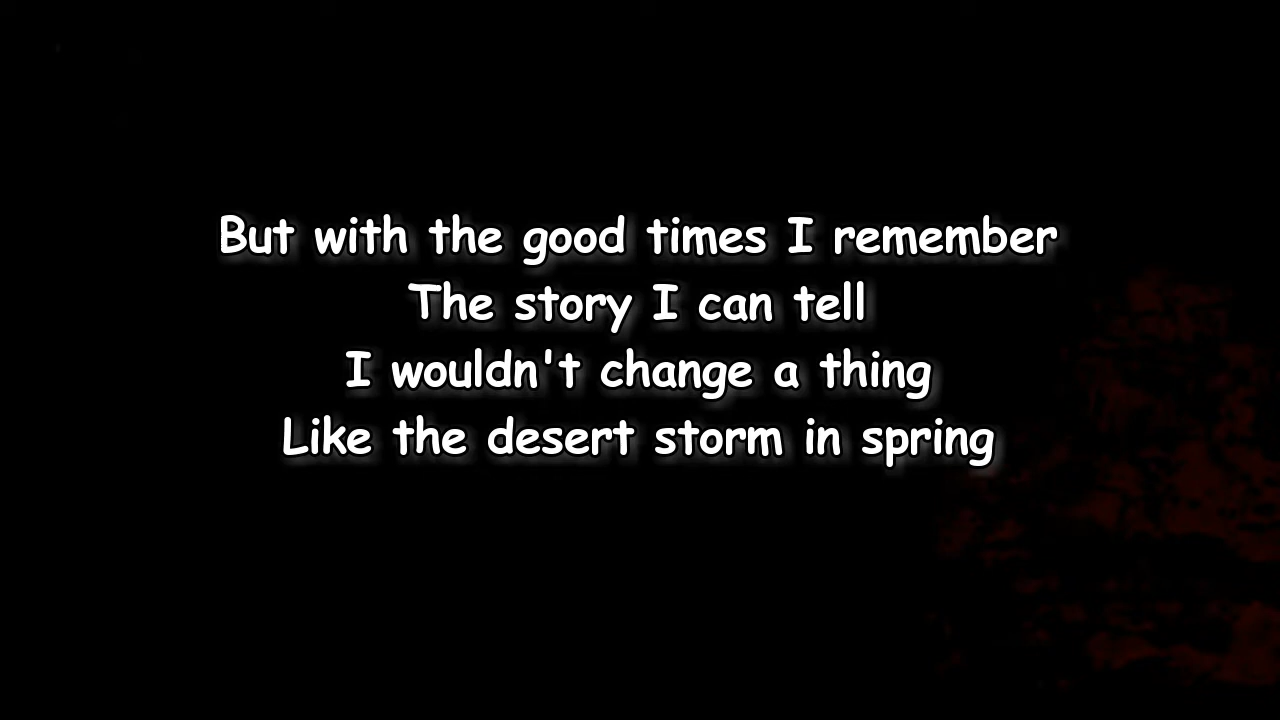 But with the good times I remember
The story I can tell
I wouldn't change a thing
Like the desert storm in spring